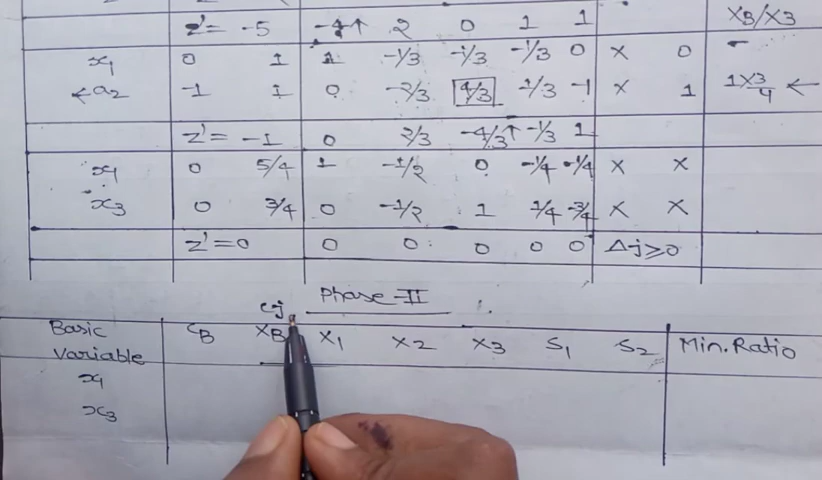 XB/X3
z' = -5 -4↑ 2 0 1 1
x1 0 1 1 -1/3 -1/3 -1/3 0 x 0 -
←a2 -1 1 0 -2/3 4/3 -1/3 -1 x 1 1x3/4 ←
z' = -1 0 2/3 -4/3↑ -1/3 1
x1 0 5/4 1 -1/2 0 -1/4 -1/4 x x
x3 0 3/4 0 -1/2 1 1/4 -3/4 x x
z' = 0 0 0 0 0 0 Δj ≥ 0
Phase-II
Cj
Basic Variable CB XB X1 X2 X3 S1 S2 Min. Ratio
x1
x3